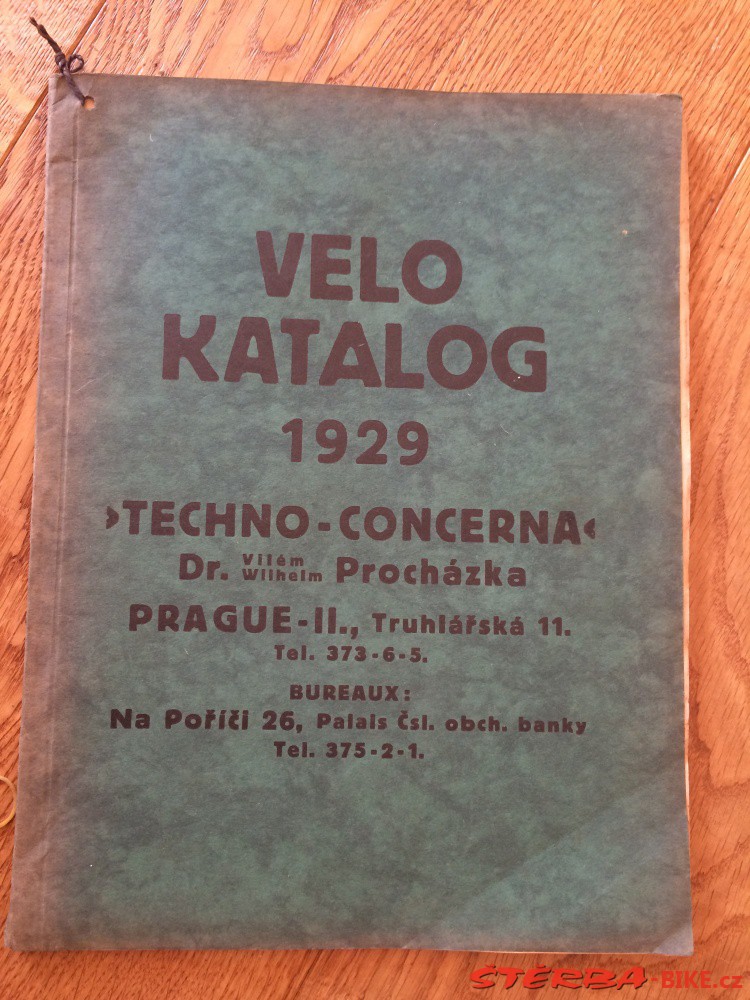 VELO
KATALOG
1929
›TECHNO-CONCERNA‹
Dr. Vilém Wilhelm Procházka
PRAGUE-II., Truhlářská 11.
Tel. 373-6-5.
BUREAUX:
Na Poříčí 26, Palais Čsl. obch. banky
Tel. 375-2-1.
ŠTERBA-BIKE.cz